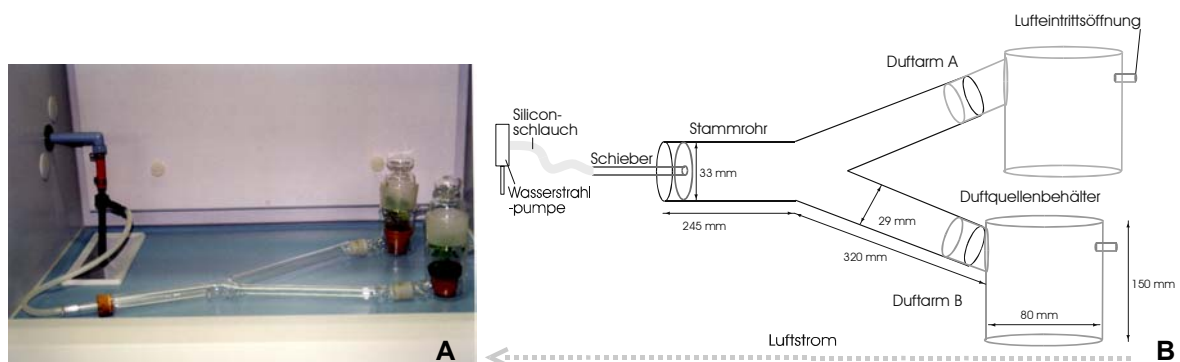 Lufteintrittsöffnung
Duftarm A
Silicon-
schlauch
Stammrohr
Schieber
33 mm
Wasserstrahl
-pumpe
Duftquellenbehälter
245 mm
29 mm
320 mm
150 mm
Duftarm B
80 mm
Luftstrom
A
B